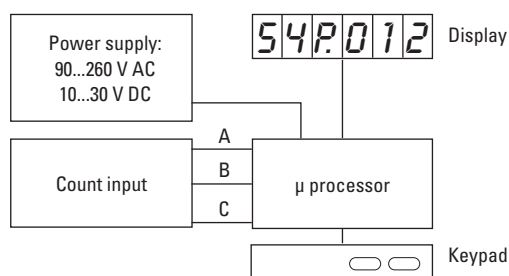 Power supply:
90...260 V AC
10...30 V DC
54P.012
Display
A
B
C
Count input
µ processor
Keypad